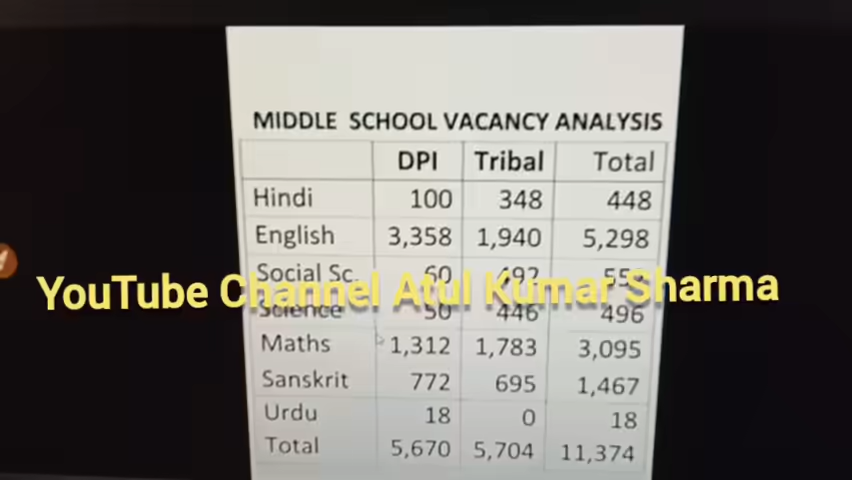 MIDDLE SCHOOL VACANCY ANALYSIS
DPI Tribal Total
Hindi 100 348 448
English 3,358 1,940 5,298
Social Sc. 60 492
YouTube Channel Atul Kumar Sharma
Science 50 446 496
Maths 1,312 1,783 3,095
Sanskrit 772 695 1,467
Urdu 18 0 18
Total 5,670 5,704 11,374